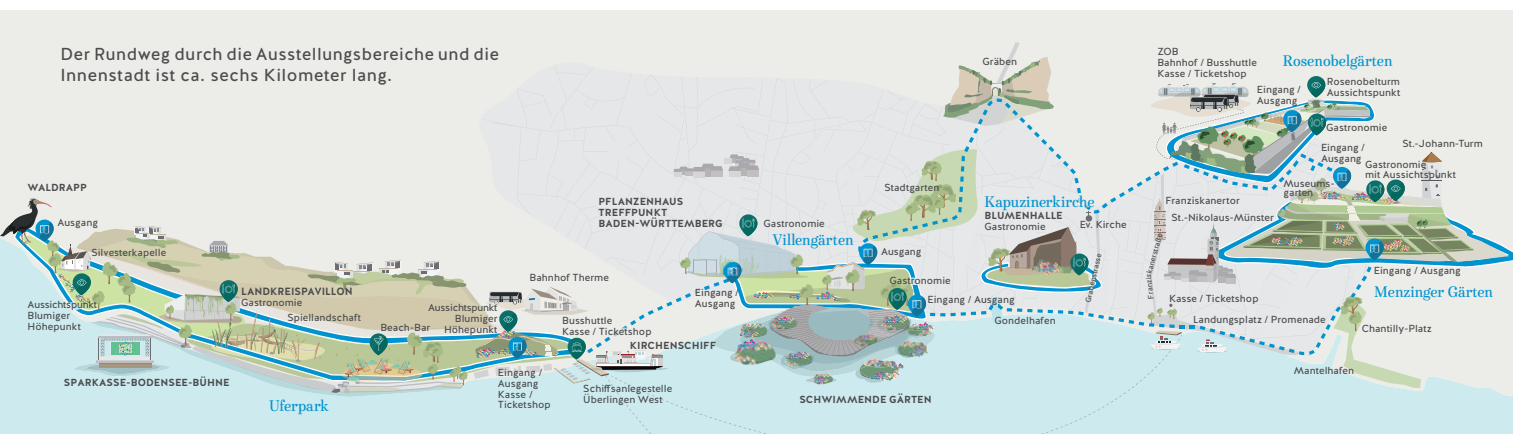 Der Rundweg durch die Ausstellungsbereiche und die
Innenstadt ist ca. sechs Kilometer lang.
WALDRAPP
Ausgang
Silvesterkapelle
Aussichtspunkt
Blumiger
Höhepunkt
SPARKASSE-BODENSEE-BÜHNE
LANDKREISPAVILLON
Gastronomie
Spiellandschaft
Beach-Bar
Uferpark
Aussichtspunkt
Blumiger
Höhepunkt
Bahnhof Therme
Busshuttle
Kasse / Ticketshop
KIRCHENSCHIFF
Eingang /
Ausgang
Kasse /
Ticketshop
Schiffsanlegestelle
Überlingen West
PFLANZENHAUS
TREFFPUNKT
BADEN-WÜRTTEMBERG
Gastronomie
Villengärten
Ausgang
Eingang /
Ausgang
Gastronomie
Eingang / Ausgang
SCHWIMMENDE GÄRTEN
Stadtgarten
Gräben
Kapuzinerkirche
BLUMENHALLE
Gastronomie
Ev. Kirche
Grabenstrasse
Gondelhafen
ZOB
Bahnhof / Busshuttle
Kasse / Ticketshop
Rosenobelgärten
Eingang /
Ausgang
Rosenobelturm
Aussichtspunkt
Gastronomie
Eingang /
Ausgang
St.-Johann-Turm
Gastronomie
mit Aussichtspunkt
Museums-
garten
Franziskanertor
St.-Nikolaus-Münster
Franziskanerstraße
Eingang / Ausgang
Menzinger Gärten
Kasse / Ticketshop
Landungsplatz / Promenade
Chantilly-Platz
Mantelhafen